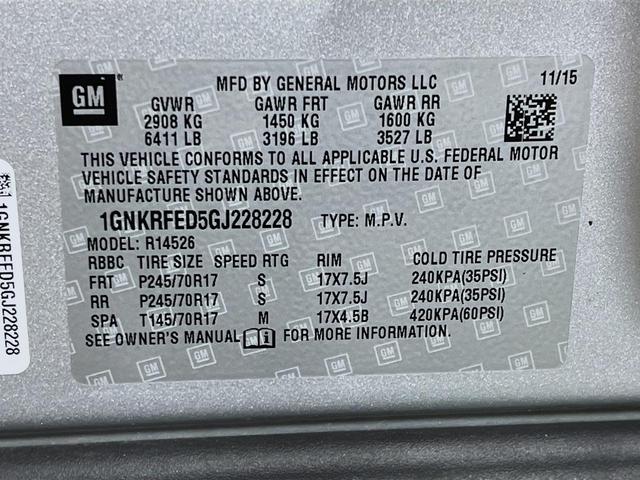 GM
MFD BY GENERAL MOTORS LLC 11/15
GVWR GAWR FRT GAWR RR
2908 KG 1450 KG 1600 KG
6411 LB 3196 LB 3527 LB
THIS VEHICLE CONFORMS TO ALL APPLICABLE U.S. FEDERAL MOTOR
VEHICLE SAFETY STANDARDS IN EFFECT ON THE DATE OF
MANUFACTURE SHOWN ABOVE.
1GNKRFED5GJ228228 TYPE: M.P.V.
MODEL: R14526
RBBC TIRE SIZE SPEED RTG RIM COLD TIRE PRESSURE
FRT P245/70R17 S 17X7.5J 240KPA(35PSI)
RR P245/70R17 S 17X7.5J 240KPA(35PSI)
SPA T145/70R17 M 17X4.5B 420KPA(60PSI)
SEE OWNER'S MANUAL FOR MORE INFORMATION.
1GNKRFED5GJ228228